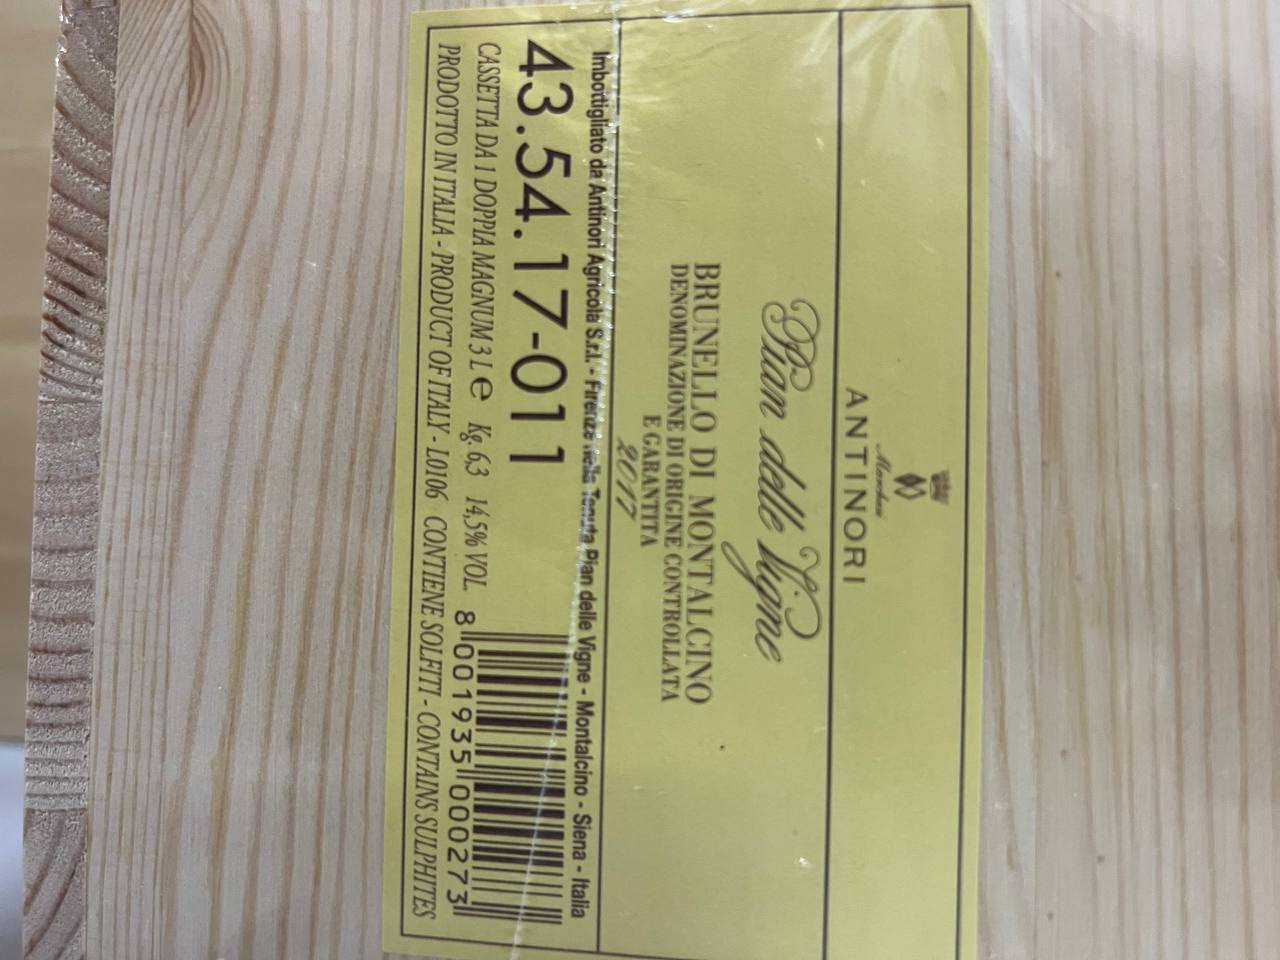 Marchesi
ANTINORI
Pian delle Vigne
BRUNELLO DI MONTALCINO
DENOMINAZIONE DI ORIGINE CONTROLLATA
E GARANTITA
2017
Imbottigliato da Antinori Agricola S.r.l. - Firenze nella Tenuta Pian delle Vigne - Montalcino - Siena - Italia
43.54.17-011
CASSETTA DA 1 DOPPIA MAGNUM 3 L e Kg. 6,3 14,5% VOL.
8 001935 000273
PRODOTTO IN ITALIA - PRODUCT OF ITALY - L0106 CONTIENE SOLFITI - CONTAINS SULPHITES